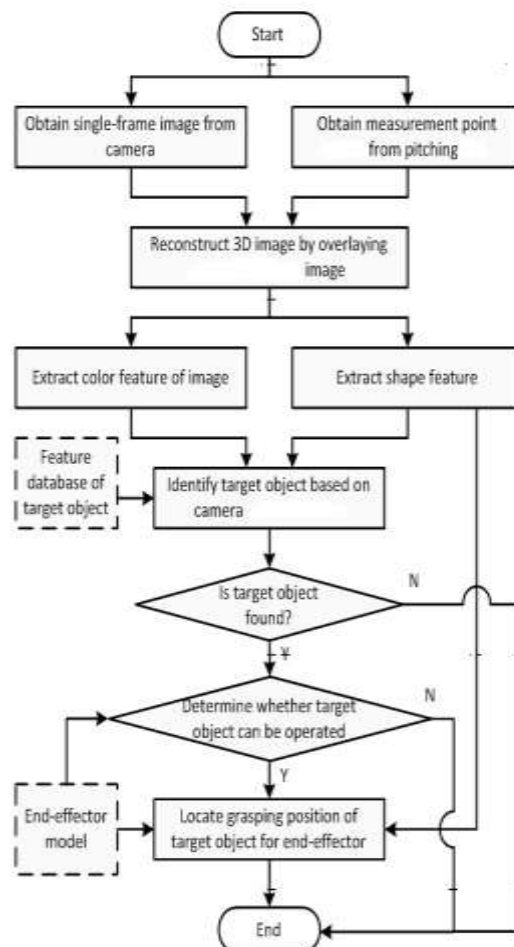 Start
Obtain single-frame image from
camera
Obtain measurement point
from pitching
Reconstruct 3D image by overlaying
image
Extract color feature of image
Extract shape feature
Feature
database of
target object
Identify target object based on
camera
Is target object
found?
N
Y
Determine whether target
object can be operated
N
Y
End-effector
model
Locate grasping position of
target object for end-effector
End